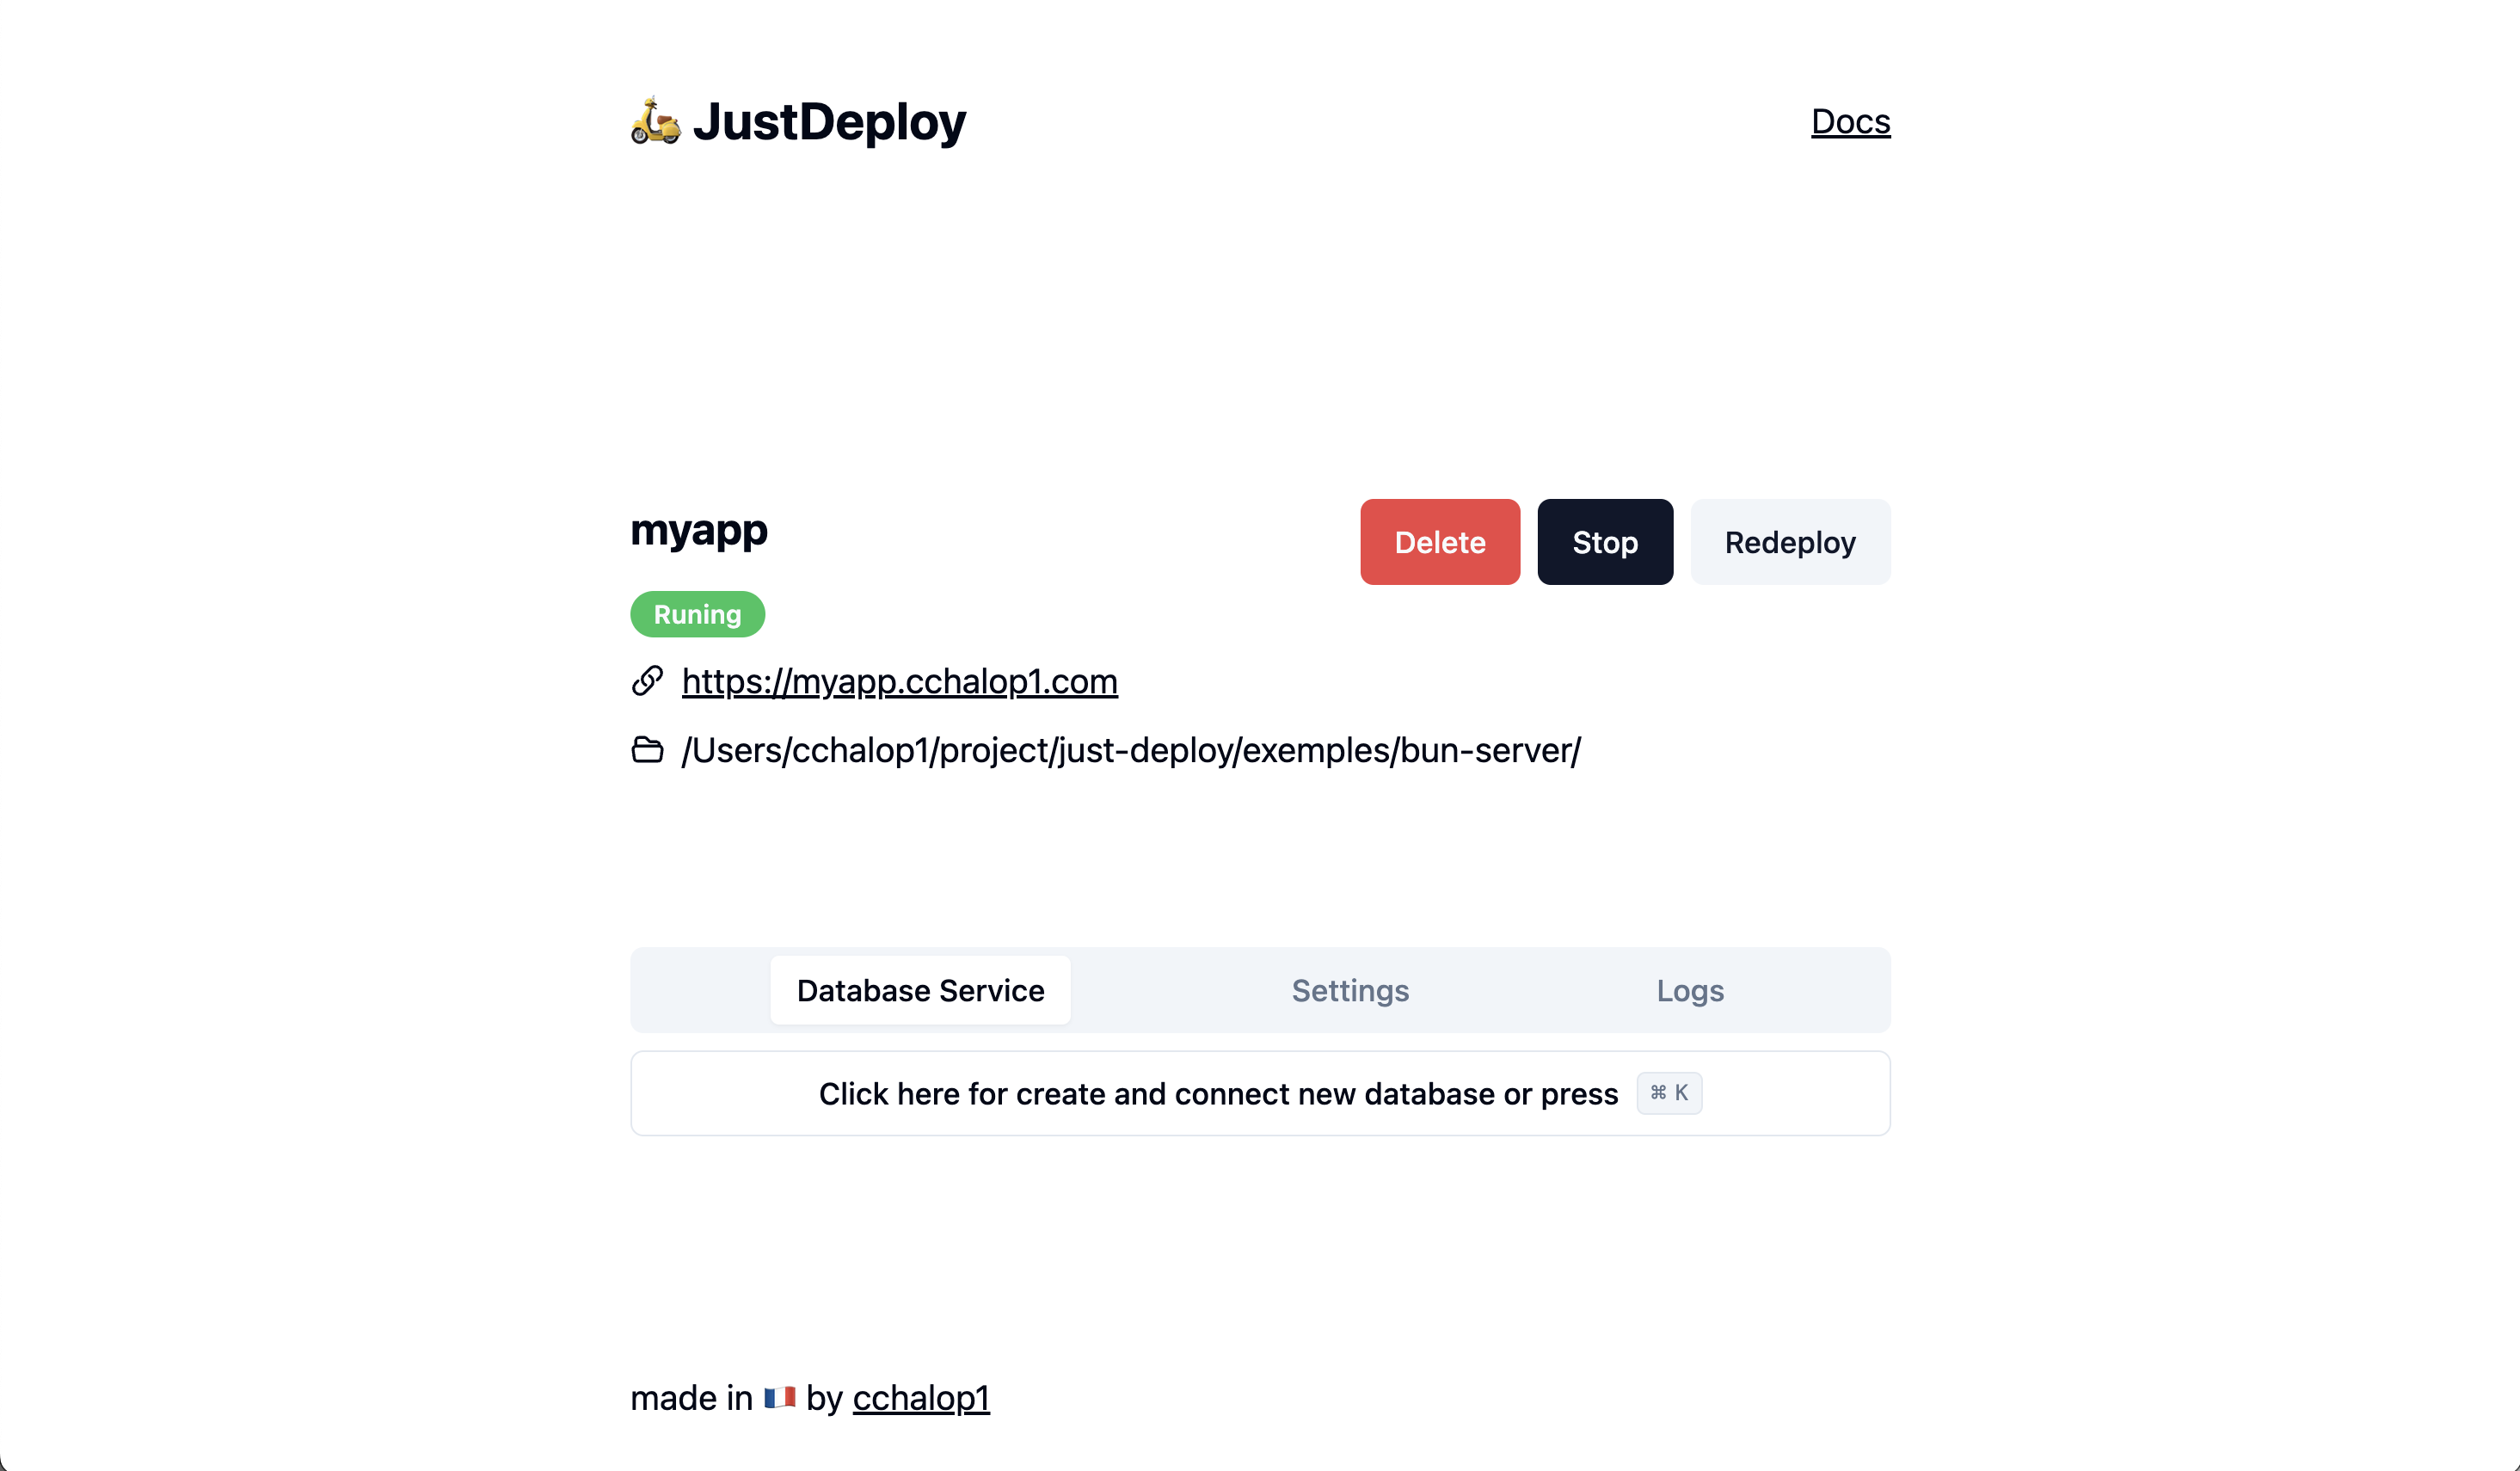 JustDeploy
Docs
myapp
Delete
Stop
Redeploy
Runing
https://myapp.cchalop1.com
/Users/cchalop1/project/just-deploy/exemples/bun-server/
Database Service
Settings
Logs
Click here for create and connect new database or press ⌘ K
made in 🇫🇷 by cchalop1